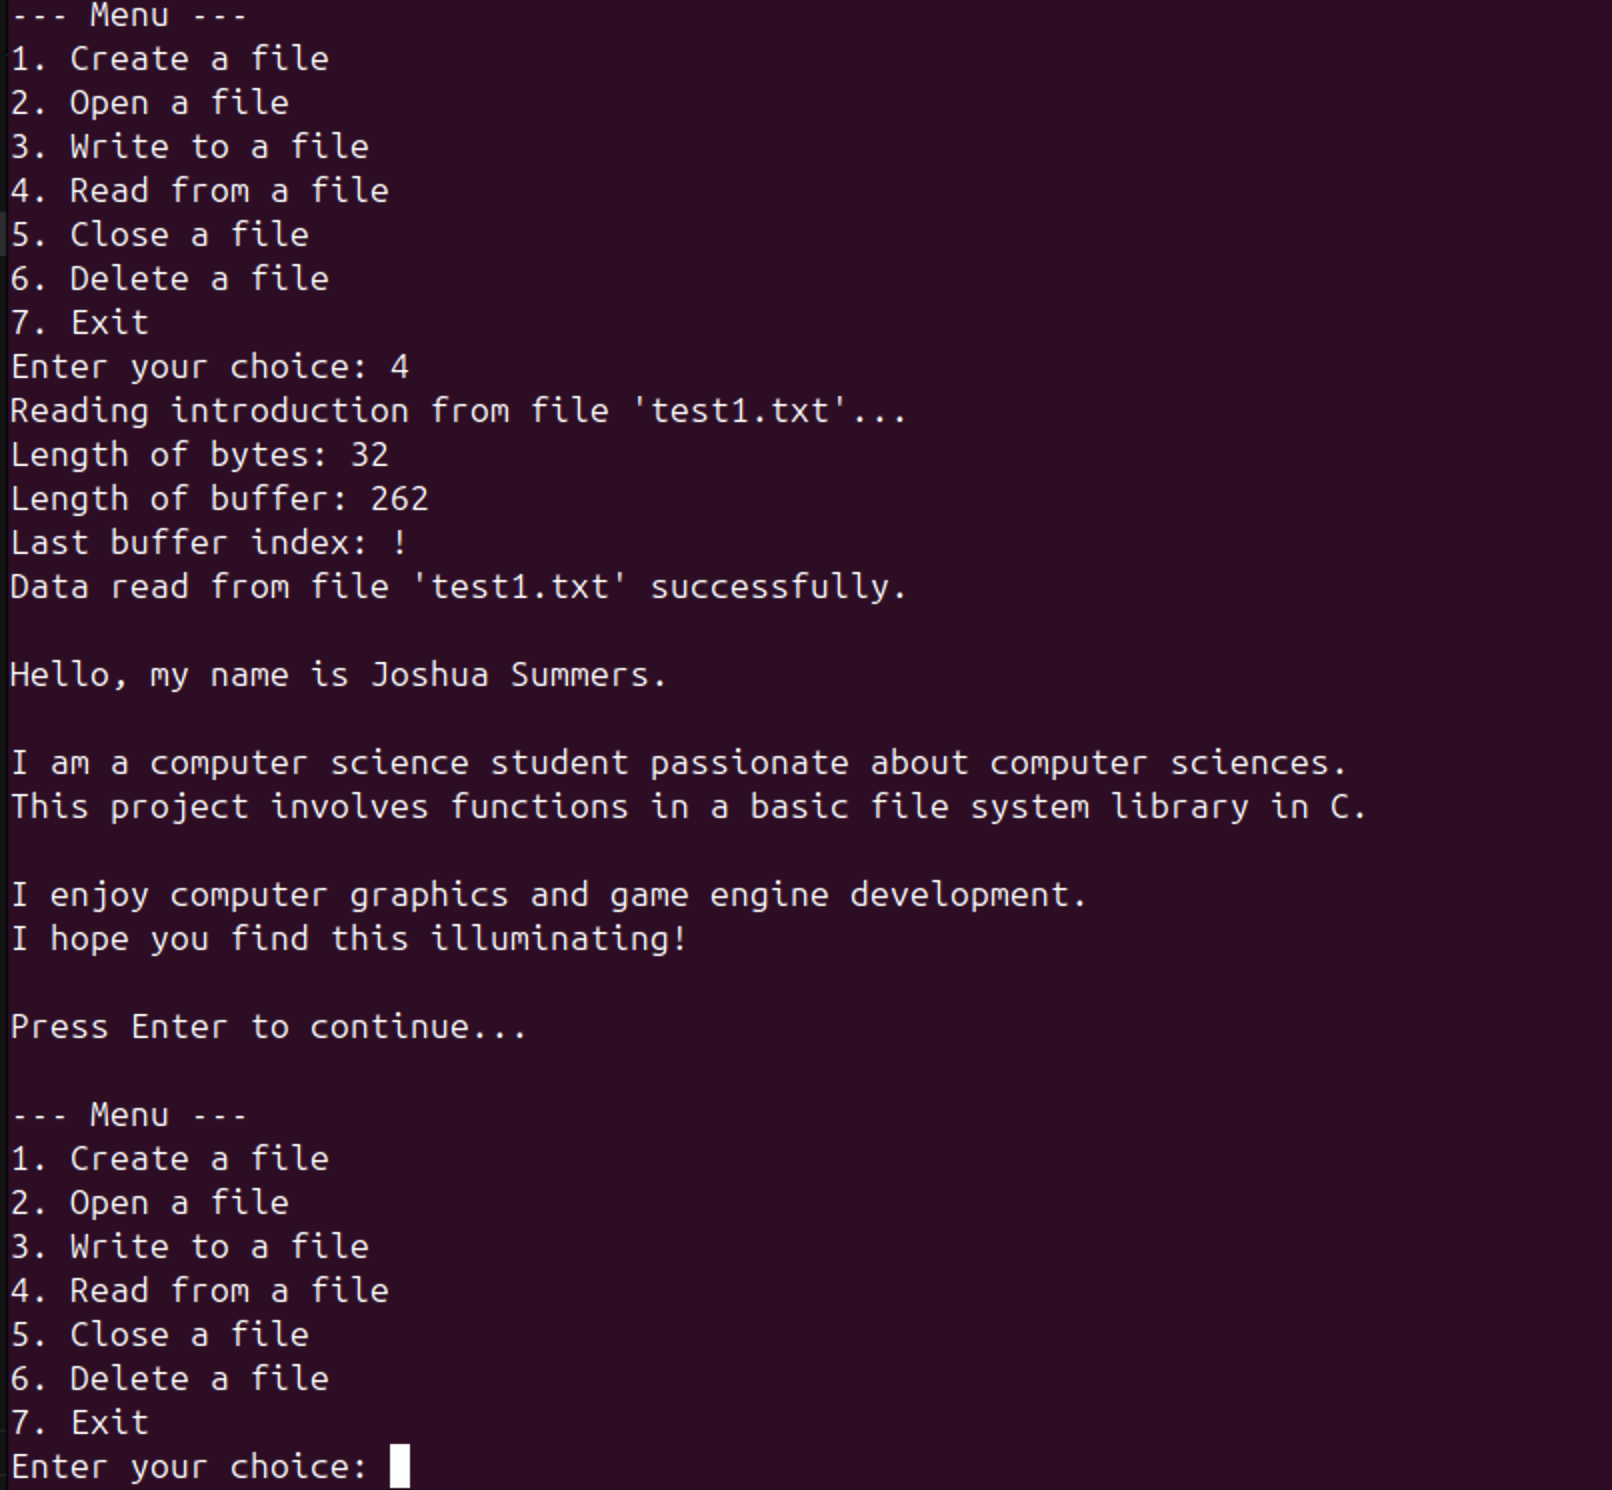 --- Menu ---
1. Create a file
2. Open a file
3. Write to a file
4. Read from a file
5. Close a file
6. Delete a file
7. Exit
Enter your choice: 4
Reading introduction from file 'test1.txt'...
Length of bytes: 32
Length of buffer: 262
Last buffer index: !
Data read from file 'test1.txt' successfully.
Hello, my name is Joshua Summers.
I am a computer science student passionate about computer sciences.
This project involves functions in a basic file system library in C.
I enjoy computer graphics and game engine development.
I hope you find this illuminating!
Press Enter to continue...
--- Menu ---
1. Create a file
2. Open a file
3. Write to a file
4. Read from a file
5. Close a file
6. Delete a file
7. Exit
Enter your choice: